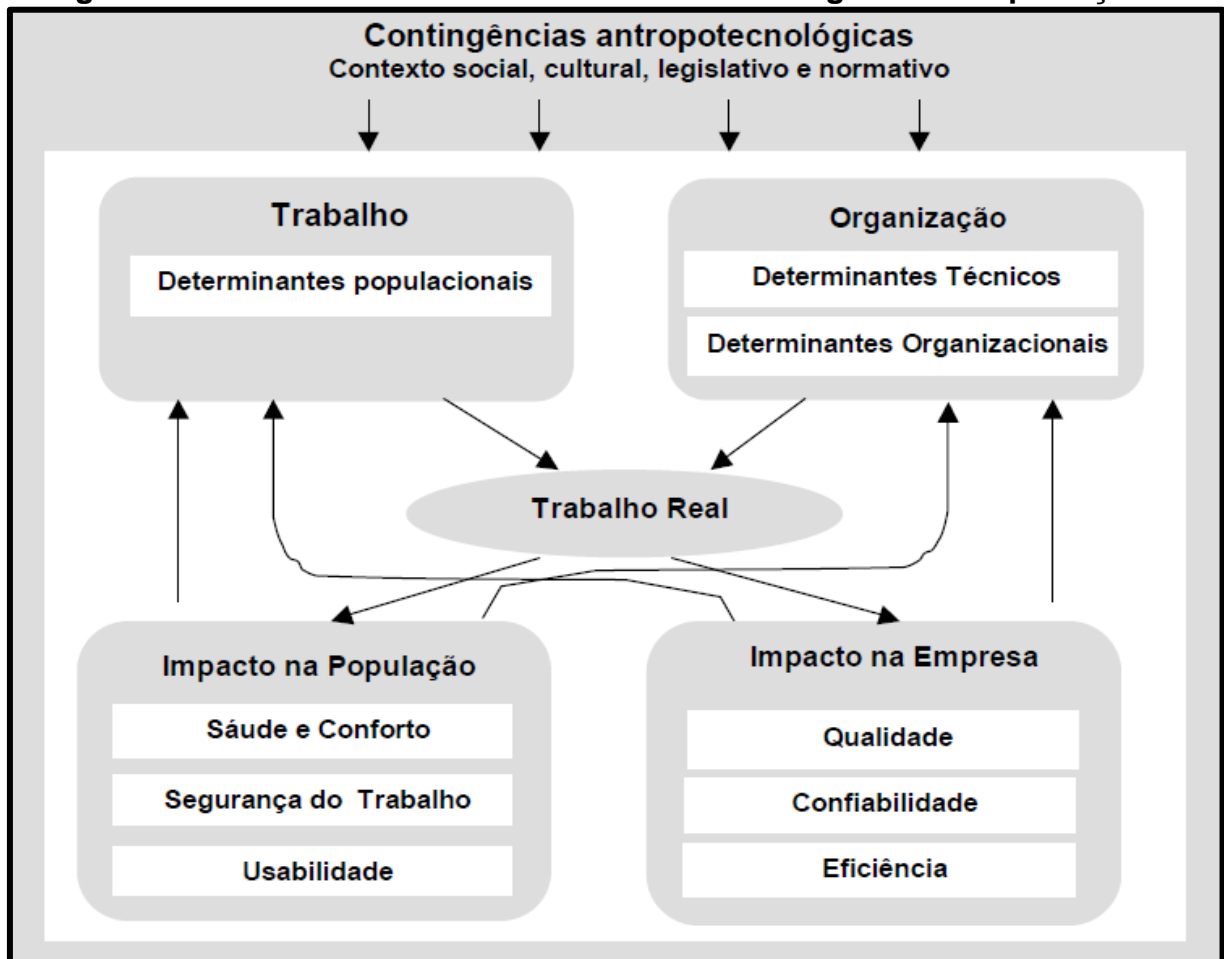 Contingências antropotecnológicas
Contexto social, cultural, legislativo e normativo
Trabalho
Determinantes populacionais
Organização
Determinantes Técnicos
Determinantes Organizacionais
Trabalho Real
Impacto na População
Sáude e Conforto
Segurança do Trabalho
Usabilidade
Impacto na Empresa
Qualidade
Confiabilidade
Eficiência